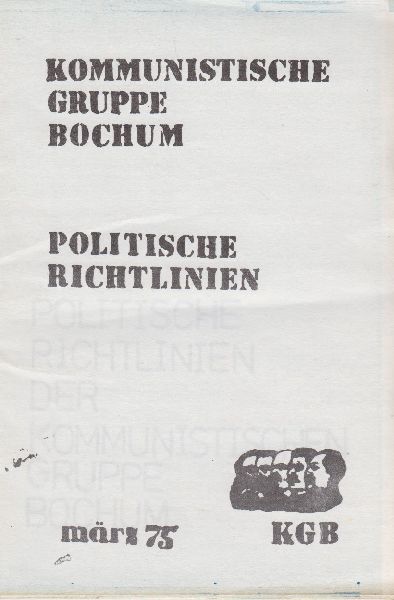 KOMMUNISTISCHE
GRUPPE
BOCHUM
POLITISCHE
RICHTLINIEN
POLITISCHE
RICHTLINIEN
DER
KOMMUNISTISCHEN
GRUPPE
BOCHUM
märz 75
KGB